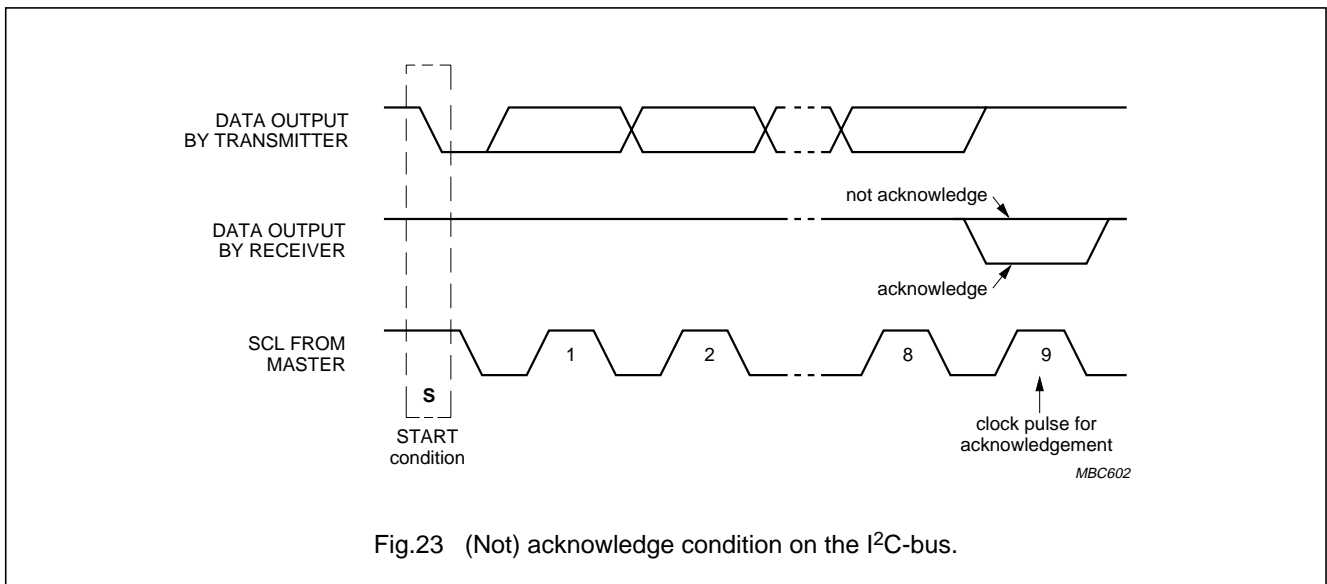 DATA OUTPUT
BY TRANSMITTER
not acknowledge
DATA OUTPUT
BY RECEIVER
acknowledge
SCL FROM
MASTER
1
2
8
9
S
START
condition
clock pulse for
acknowledgement
MBC602
Fig.23 (Not) acknowledge condition on the I²C-bus.